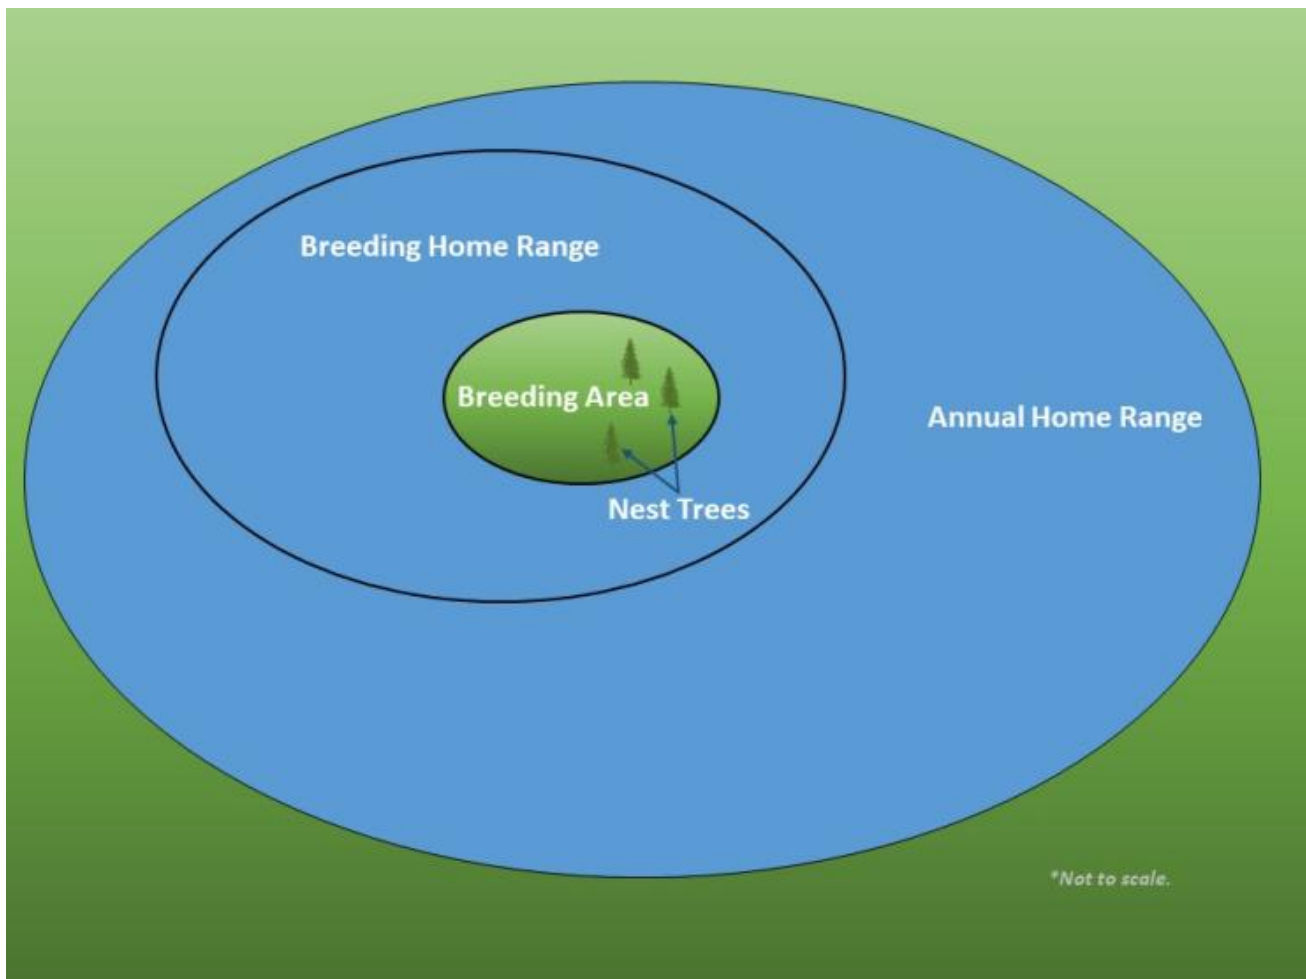 Breeding Home Range
Breeding Area
Annual Home Range
Nest Trees
*Not to scale.